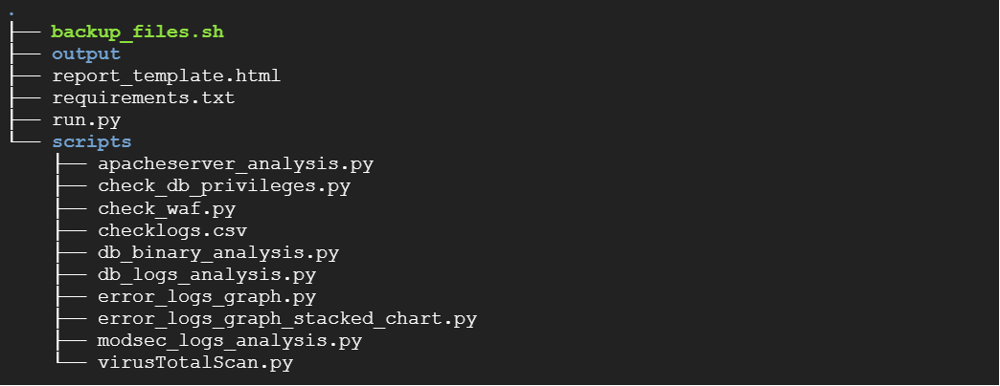 .
├── backup_files.sh
├── output
├── report_template.html
├── requirements.txt
├── run.py
└── scripts
    ├── apacheserver_analysis.py
    ├── check_db_privileges.py
    ├── check_waf.py
    ├── checklogs.csv
    ├── db_binary_analysis.py
    ├── db_logs_analysis.py
    ├── error_logs_graph.py
    ├── error_logs_graph_stacked_chart.py
    ├── modsec_logs_analysis.py
    └── virusTotalScan.py